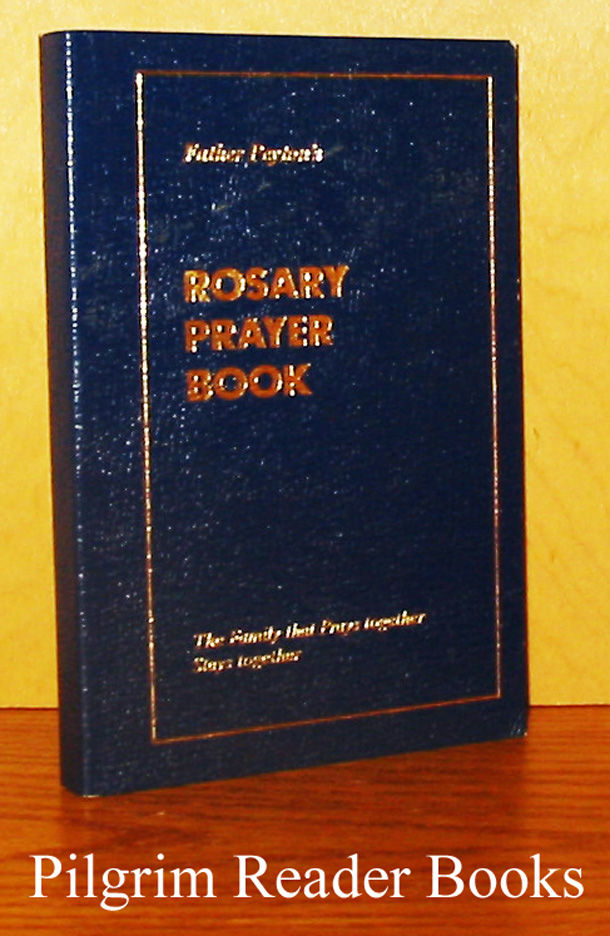 Father Peyton's
ROSARY
PRAYER
BOOK
The Family that Prays together
Stays together
Pilgrim Reader Books